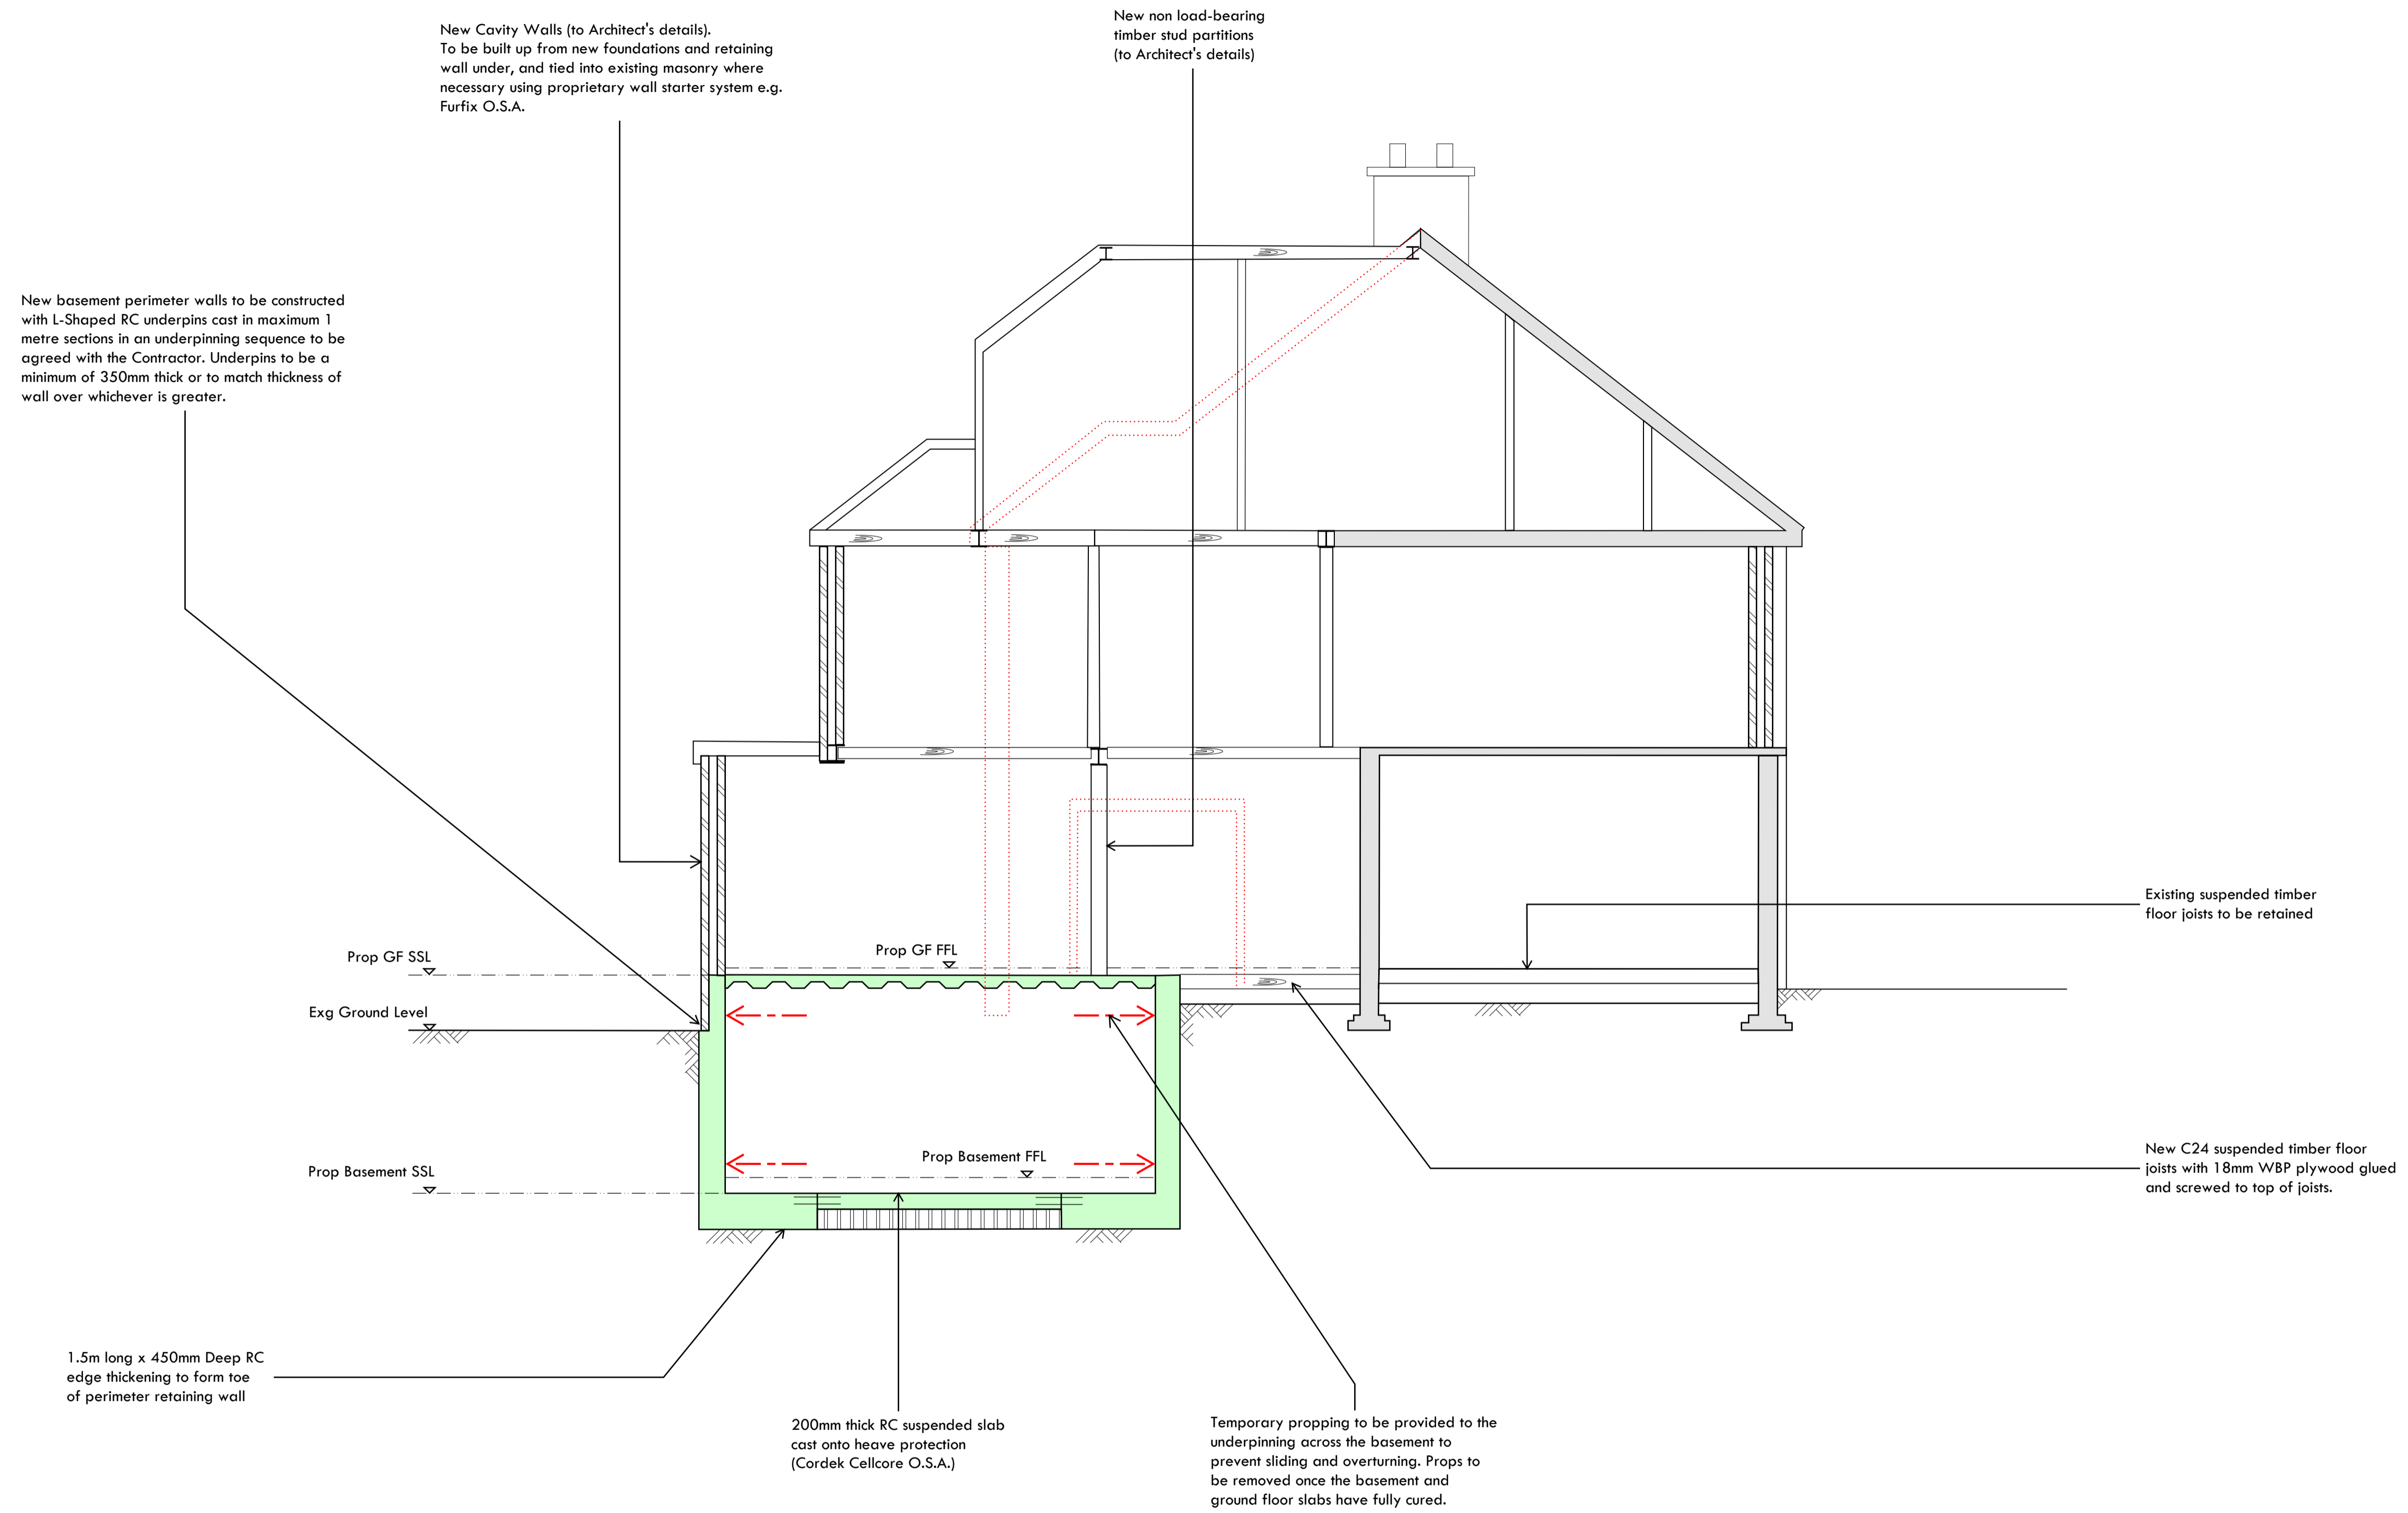 New non load-bearing
timber stud partitions
(to Architect's details)
New Cavity Walls (to Architect's details).
To be built up from new foundations and retaining
wall under, and tied into existing masonry where
necessary using proprietary wall starter system e.g.
Furfix O.S.A.
New basement perimeter walls to be constructed
with L-Shaped RC underpins cast in maximum 1
metre sections in an underpinning sequence to be
agreed with the Contractor. Underpins to be a
minimum of 350mm thick or to match thickness of
wall over whichever is greater.
Existing suspended timber
floor joists to be retained
Prop GF FFL
Prop GF SSL
Exg Ground Level
Prop Basement FFL
Prop Basement SSL
New C24 suspended timber floor
joists with 18mm WBP plywood glued
and screwed to top of joists.
1.5m long x 450mm Deep RC
edge thickening to form toe
of perimeter retaining wall
200mm thick RC suspended slab
cast onto heave protection
(Cordek Cellcore O.S.A.)
Temporary propping to be provided to the
underpinning across the basement to
prevent sliding and overturning. Props to
be removed once the basement and
ground floor slabs have fully cured.